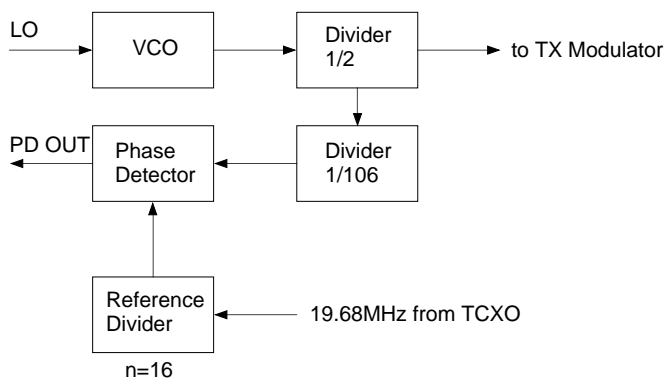 LO
VCO
Divider
1/2
to TX Modulator
PD OUT
Phase
Detector
Divider
1/106
Reference
Divider
19.68MHz from TCXO
n=16